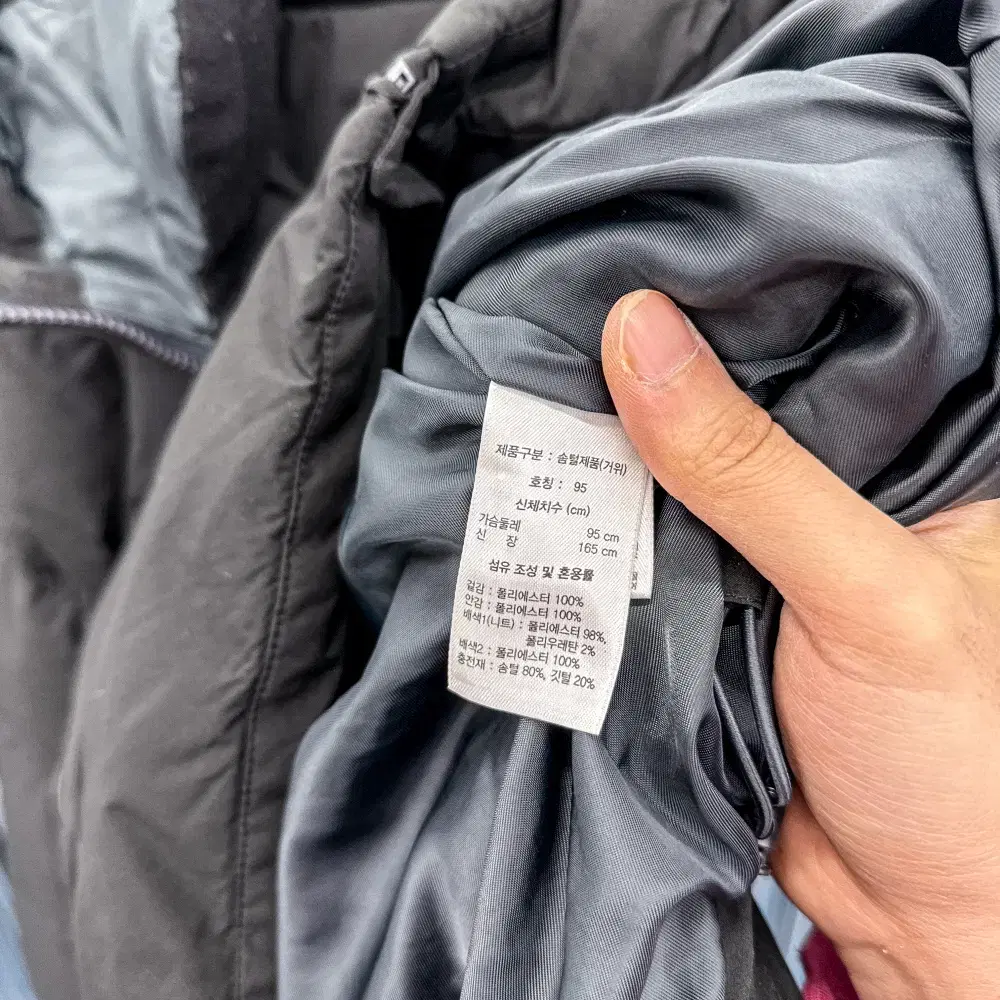 제품구분 : 솜털제품(거위)
호칭 : 95
신체치수 (cm)
가슴둘레 95 cm
신 장 165 cm
섬유 조성 및 혼용률
겉감 : 폴리에스터 100%
안감 : 폴리에스터 100%
배색1(니트) : 폴리에스터 98%,
폴리우레탄 2%
배색2 : 폴리에스터 100%
충전재 : 솜털 80%, 깃털 20%